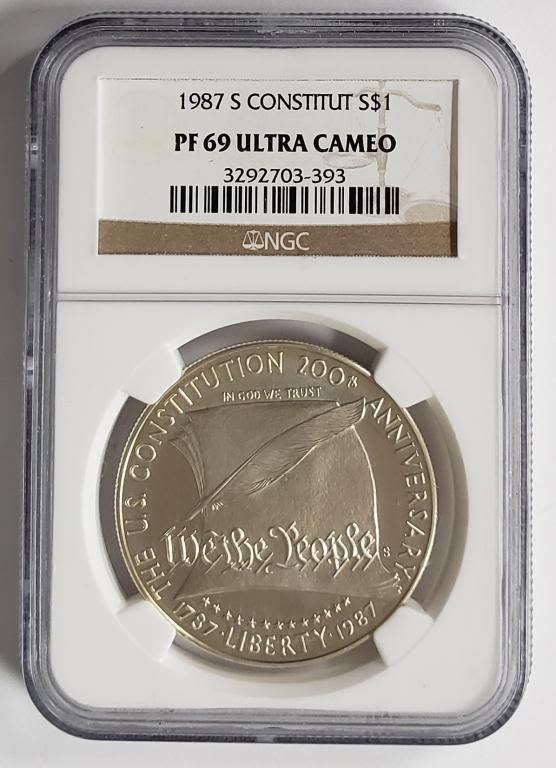 1987 S CONSTITUT S$1
PF 69 ULTRA CAMEO
3292703-393
NGC
THE U.S. CONSTITUTION 200th ANNIVERSARY
IN GOD WE TRUST
We the People
S
1787 · LIBERTY · 1987